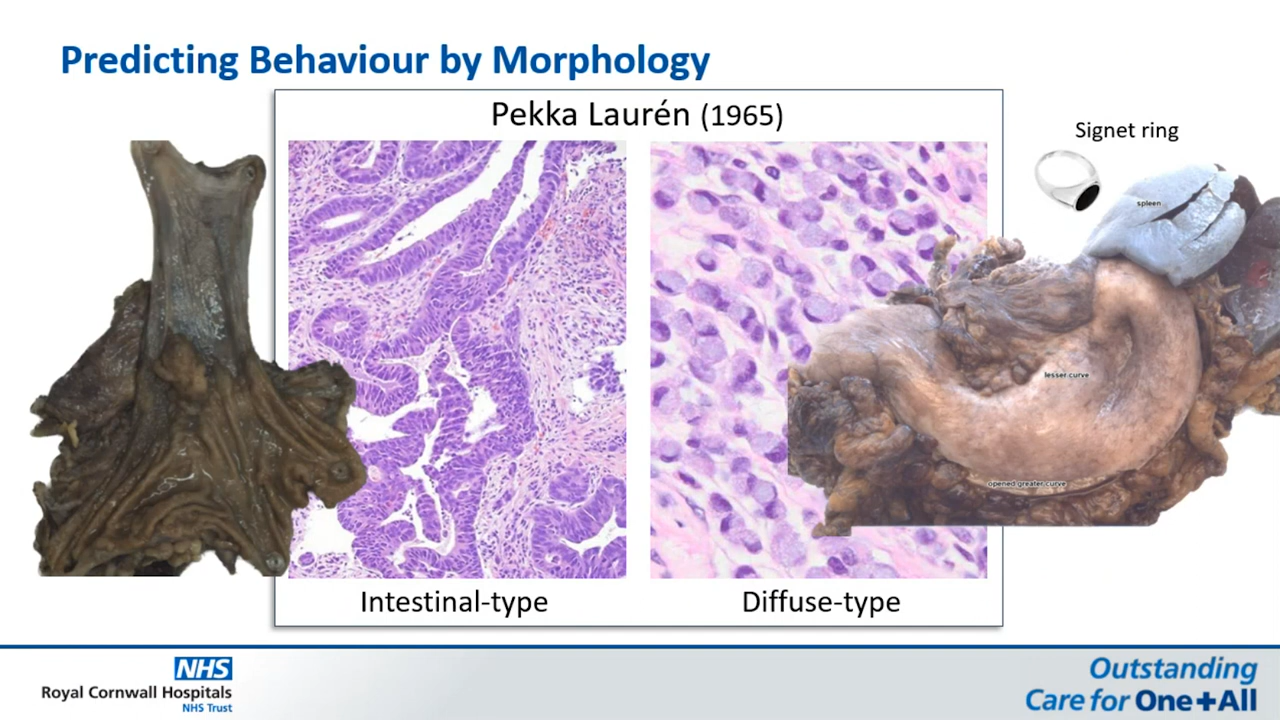 Predicting Behaviour by Morphology
Pekka Laurén (1965)
Signet ring
spleen
lesser curve
opened greater curve
Intestinal-type
Diffuse-type
NHS
Royal Cornwall Hospitals
NHS Trust
Outstanding
Care for One+All